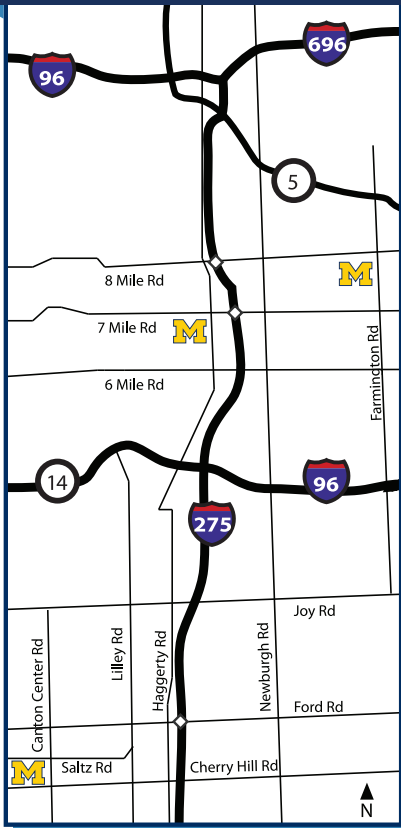 696
96
5
8 Mile Rd
M
7 Mile Rd
M
Farmington Rd
6 Mile Rd
14
96
275
Joy Rd
Canton Center Rd
Lilley Rd
Haggerty Rd
Newburgh Rd
Ford Rd
M
Saltz Rd
Cherry Hill Rd
N